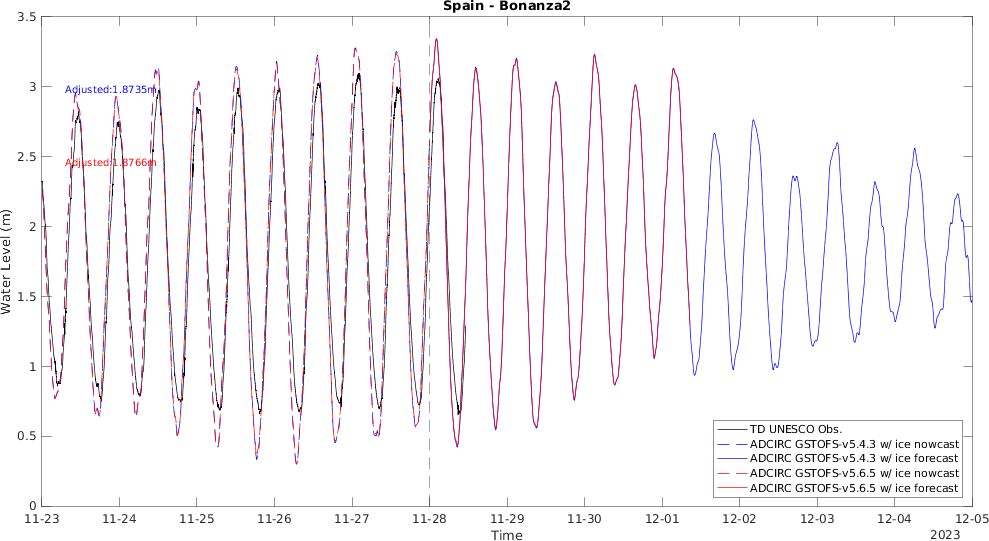 Spain - Bonanza2
3.5
3
2.5
2
1.5
1
0.5
0
Water Level (m)
Adjusted:1.8735m
Adjusted:1.8766m
TD UNESCO Obs.
ADCIRC GSTOFS-v5.4.3 w/ ice nowcast
ADCIRC GSTOFS-v5.4.3 w/ ice forecast
ADCIRC GSTOFS-v5.6.5 w/ ice nowcast
ADCIRC GSTOFS-v5.6.5 w/ ice forecast
11-23 11-24 11-25 11-26 11-27 11-28 11-29 11-30 12-01 12-02 12-03 12-04 12-05
Time
2023